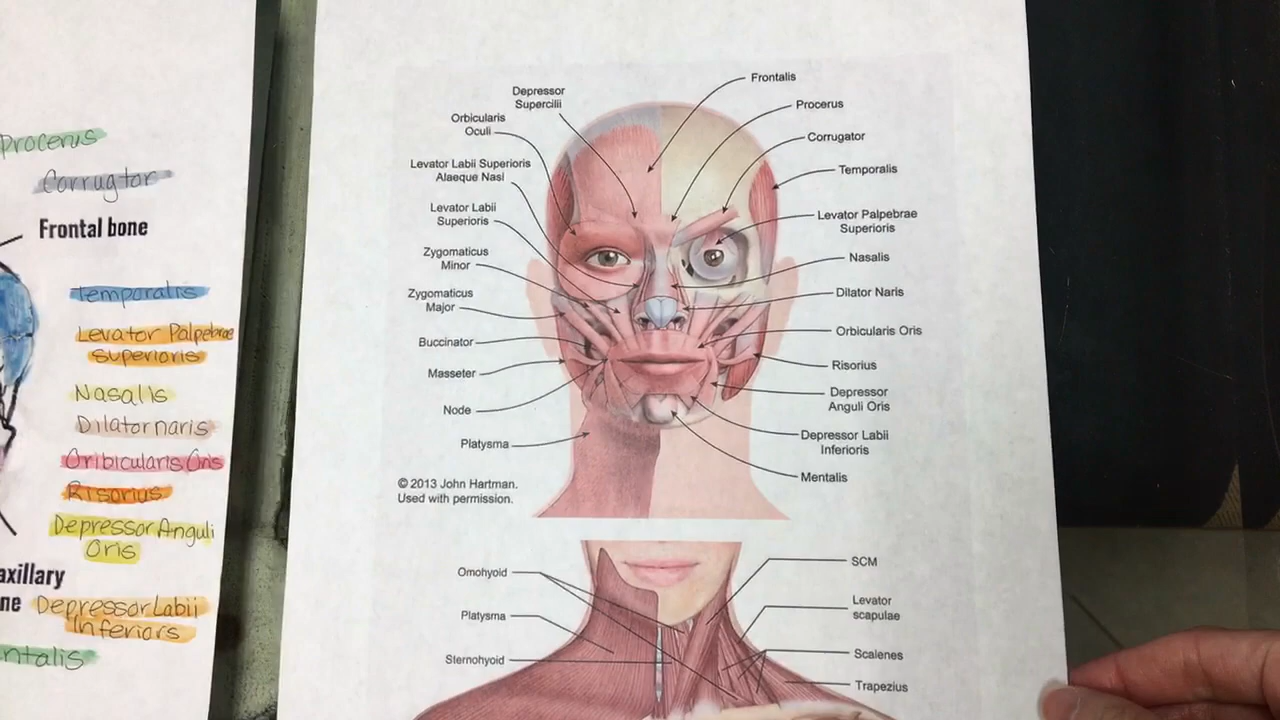 Procerus
Corrugtor
Frontal bone
Temporalis
Levator Palpebrae
Superioris
Nasalis
Dilator naris
Oribicularis Oris
Risorius
Depressor Anguli
Oris
axillary
ne
Depressor Labii
Inferiors
ntalis
Depressor
Supercilii
Orbicularis
Oculi
Levator Labii Superioris
Alaeque Nasi
Levator Labii
Superioris
Zygomaticus
Minor
Zygomaticus
Major
Buccinator
Masseter
Node
Platysma
© 2013 John Hartman.
Used with permission.
Frontalis
Procerus
Corrugator
Temporalis
Levator Palpebrae
Superioris
Nasalis
Dilator Naris
Orbicularis Oris
Risorius
Depressor
Anguli Oris
Depressor Labii
Inferioris
Mentalis
Omohyoid
Platysma
Sternohyoid
SCM
Levator
scapulae
Scalenes
Trapezius